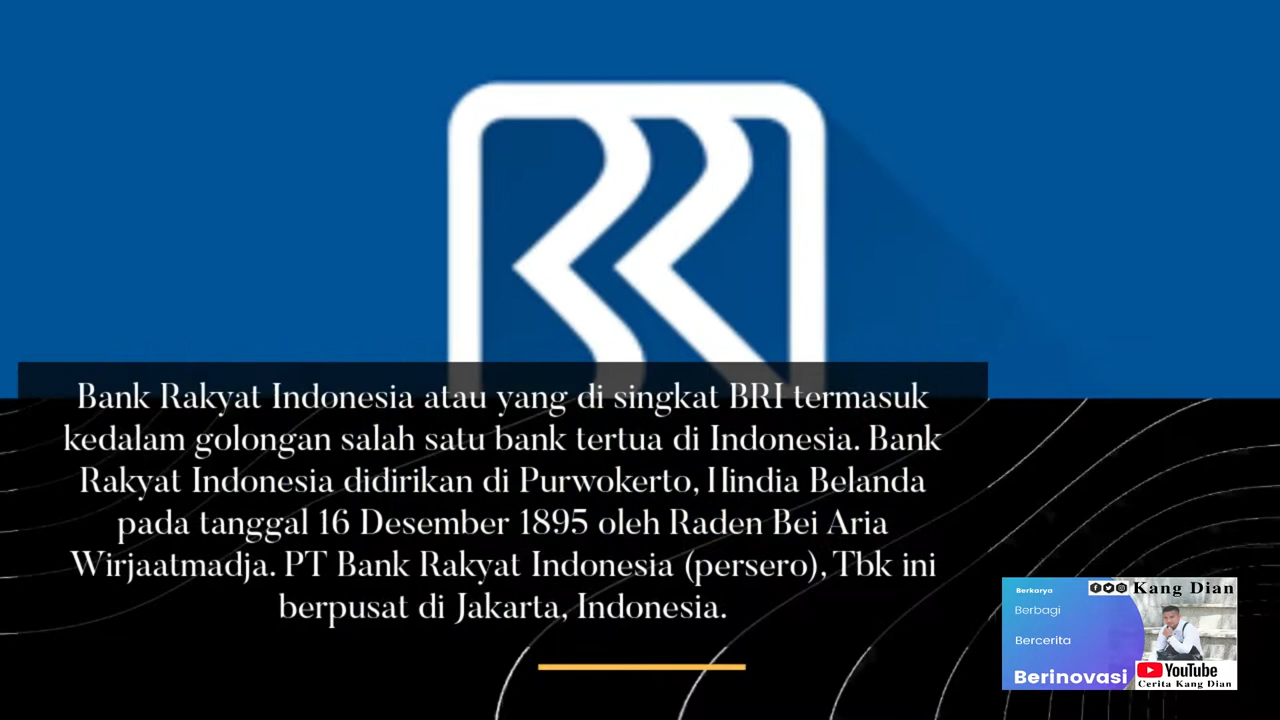 Bank Rakyat Indonesia atau yang di singkat BRI termasuk
kedalam golongan salah satu bank tertua di Indonesia. Bank
Rakyat Indonesia didirikan di Purwokerto, Hindia Belanda
pada tanggal 16 Desember 1895 oleh Raden Bei Aria
Wirjaatmadja. PT Bank Rakyat Indonesia (persero), Tbk ini
berpusat di Jakarta, Indonesia.
Berkarya
Kang Dian
Berbagi
Bercerita
Berinovasi
YouTube
Cerita Kang Dian